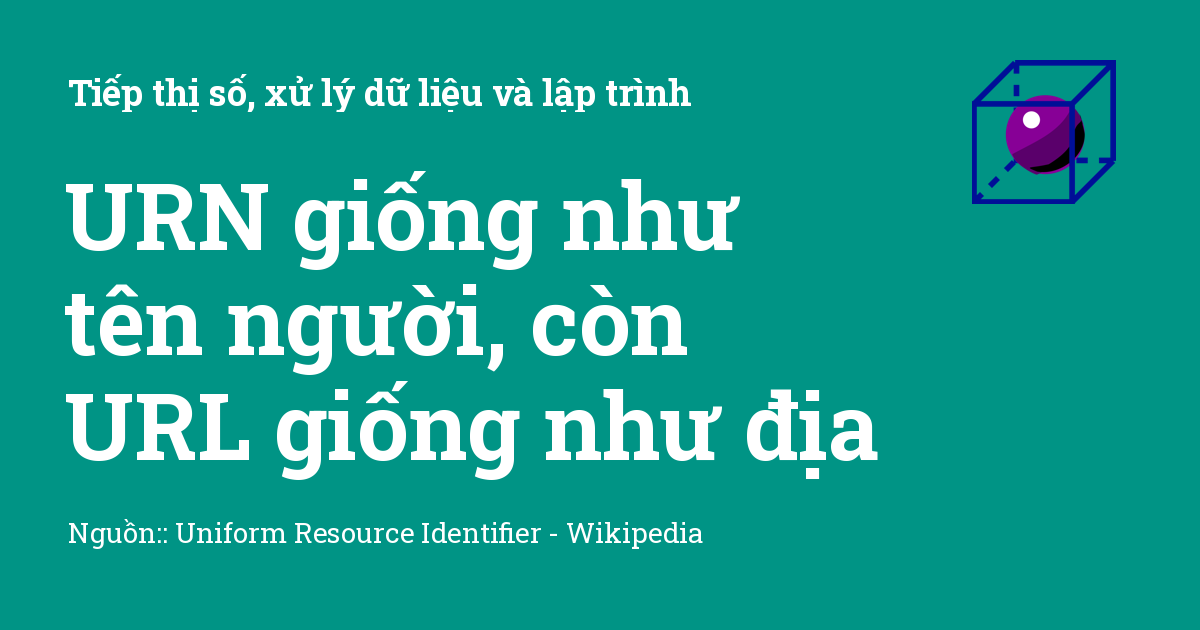 Tiếp thị số, xử lý dữ liệu và lập trình
URN giống như
tên người, còn
URL giống như địa
Nguồn:: Uniform Resource Identifier - Wikipedia